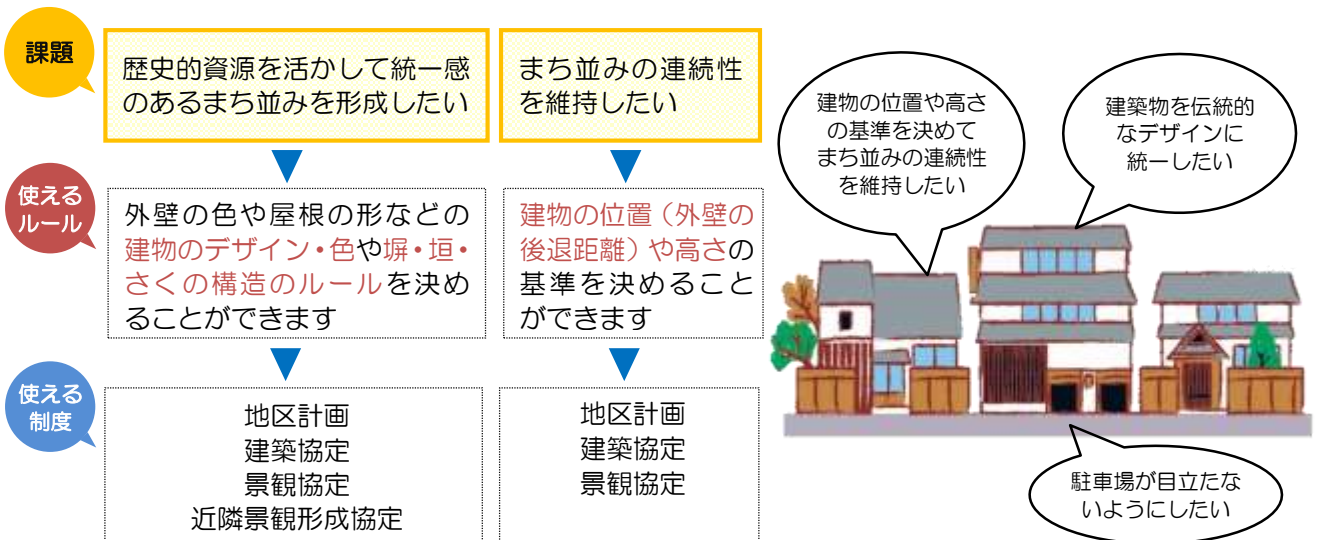 課題
歴史的資源を活かして統一感
のあるまち並みを形成したい
まち並みの連続性
を維持したい
使える
ルール
外壁の色や屋根の形などの
建物のデザイン・色や塀・垣・
さくの構造のルールを決め
ることができます
建物の位置（外壁の
後退距離）や高さの
基準を決めること
ができます
使える
制度
地区計画
建築協定
景観協定
近隣景観形成協定
地区計画
建築協定
景観協定
建物の位置や高さ
の基準を決めて
まち並みの連続性
を維持したい
建築物を伝統的
なデザインに
統一したい
駐車場が目立たな
いようにしたい